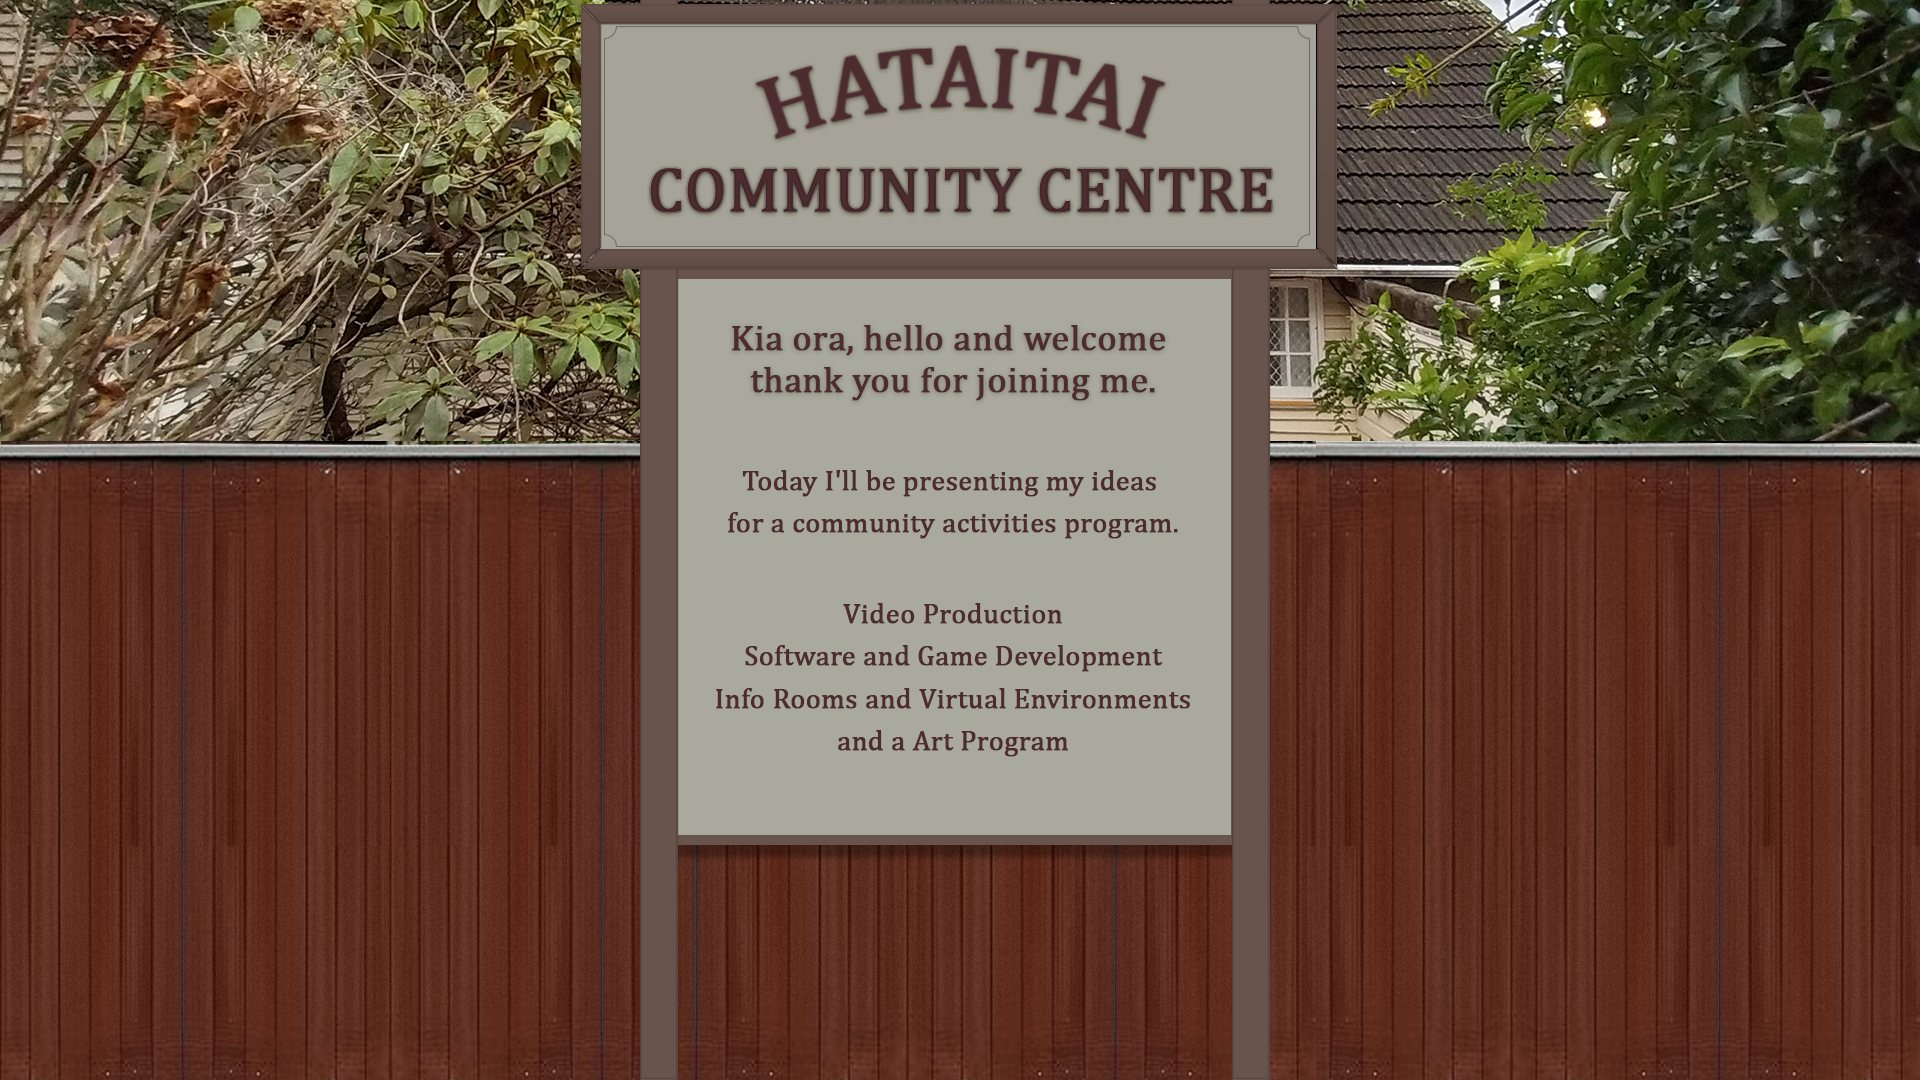 HATAITAI
COMMUNITY CENTRE
Kia ora, hello and welcome
thank you for joining me.
Today I'll be presenting my ideas
for a community activities program.
Video Production
Software and Game Development
Info Rooms and Virtual Environments
and a Art Program